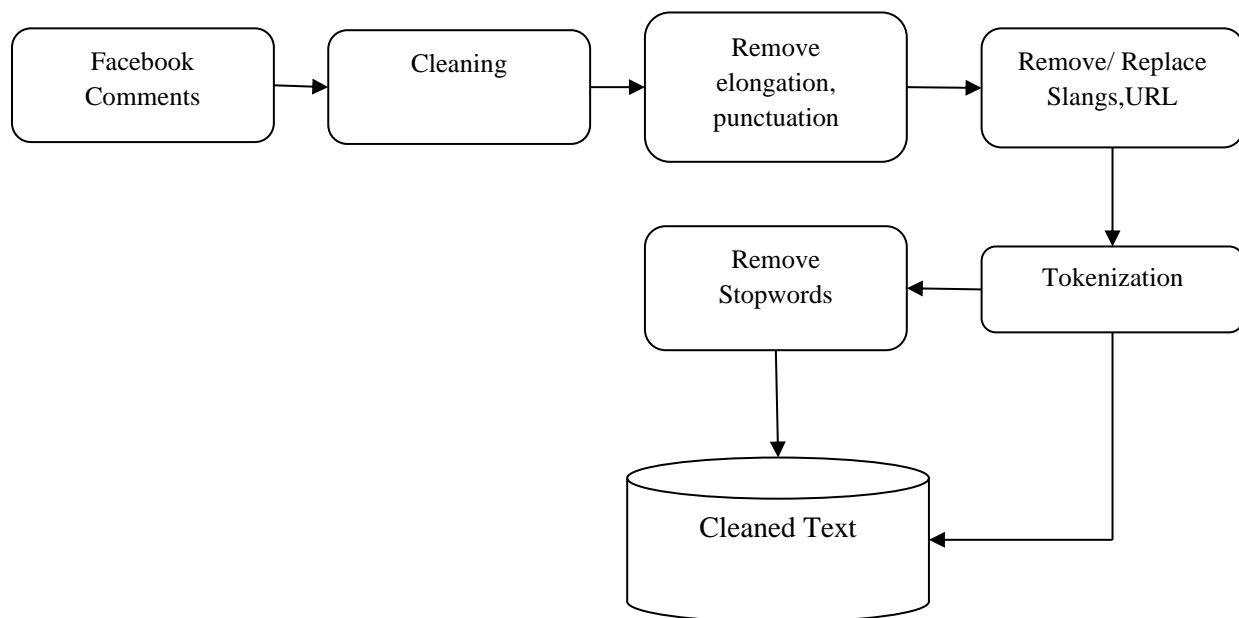 Facebook
Comments
Cleaning
Remove
elongation,
punctuation
Remove/ Replace
Slangs,URL
Tokenization
Remove
Stopwords
Cleaned Text